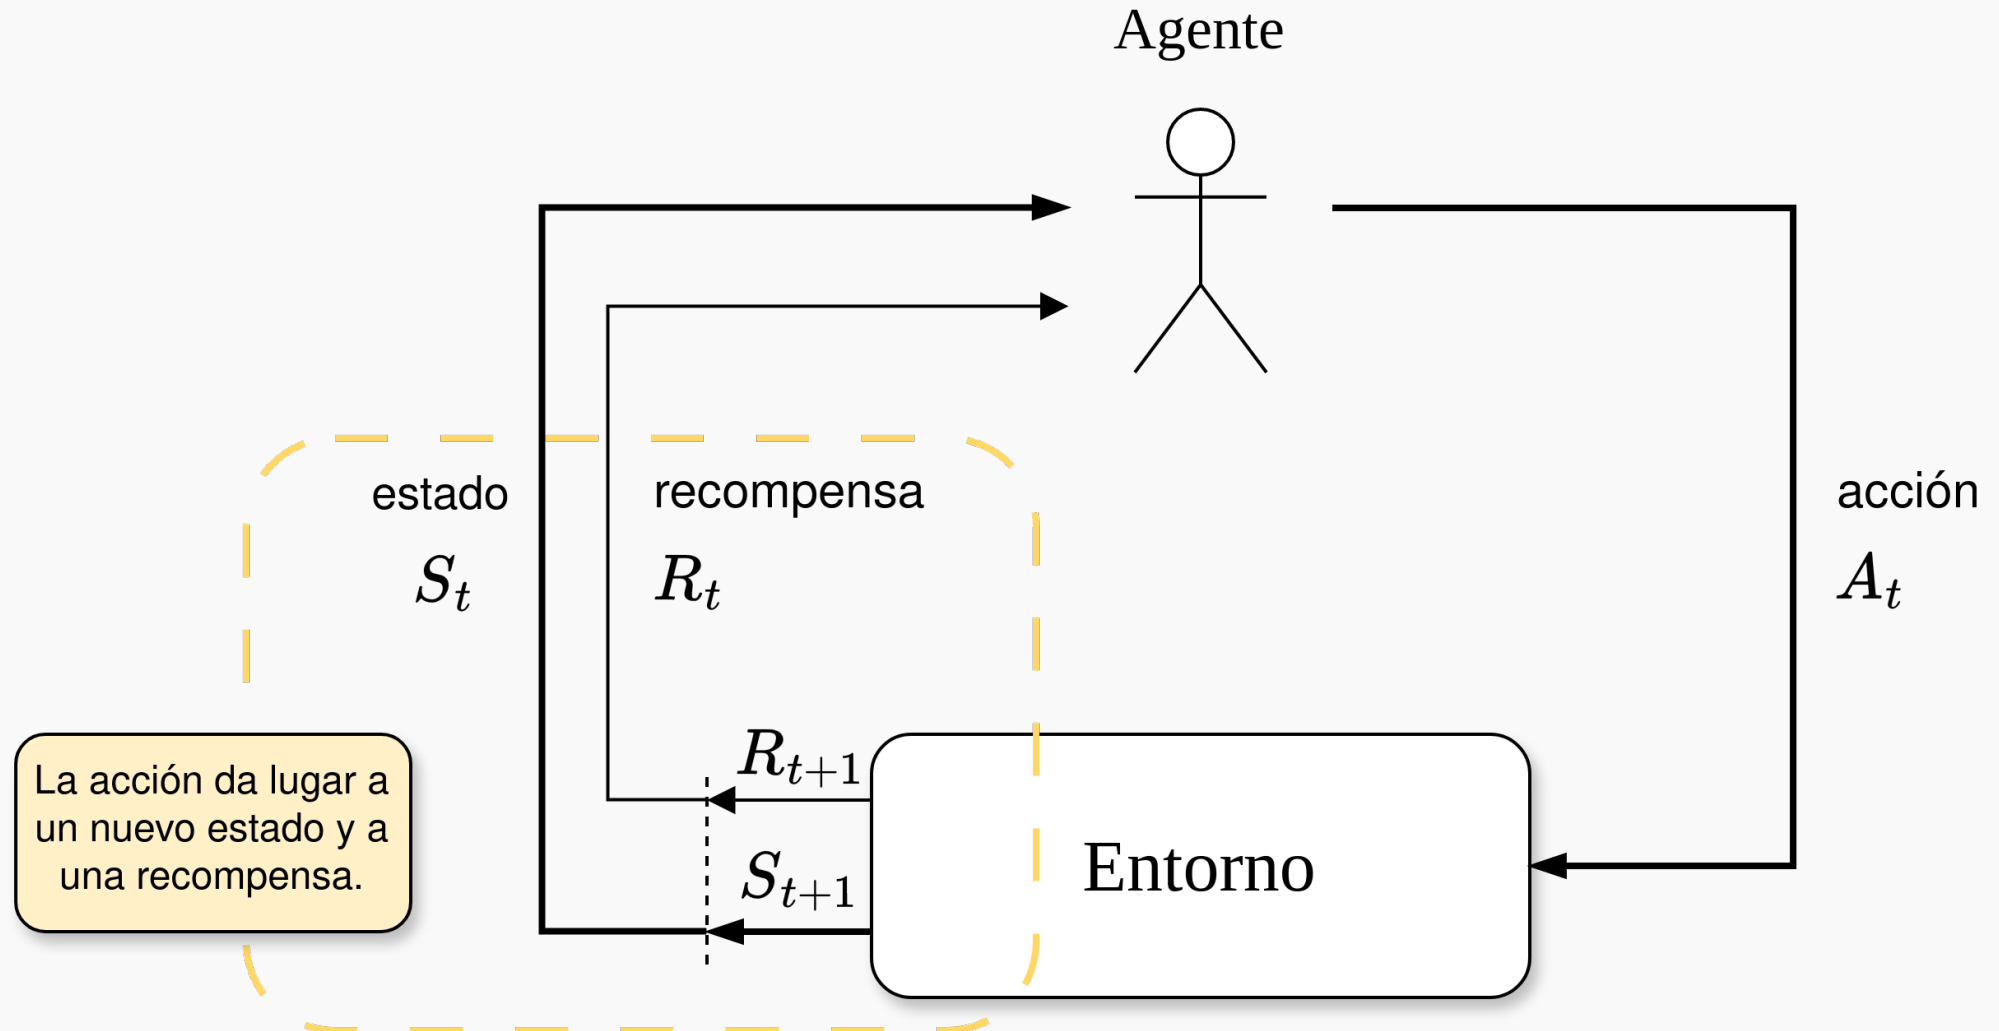 Agente
estado
recompensa
acción
S_t
R_t
A_t
R_{t+1}
La acción da lugar a
un nuevo estado y a
una recompensa.
S_{t+1}
Entorno